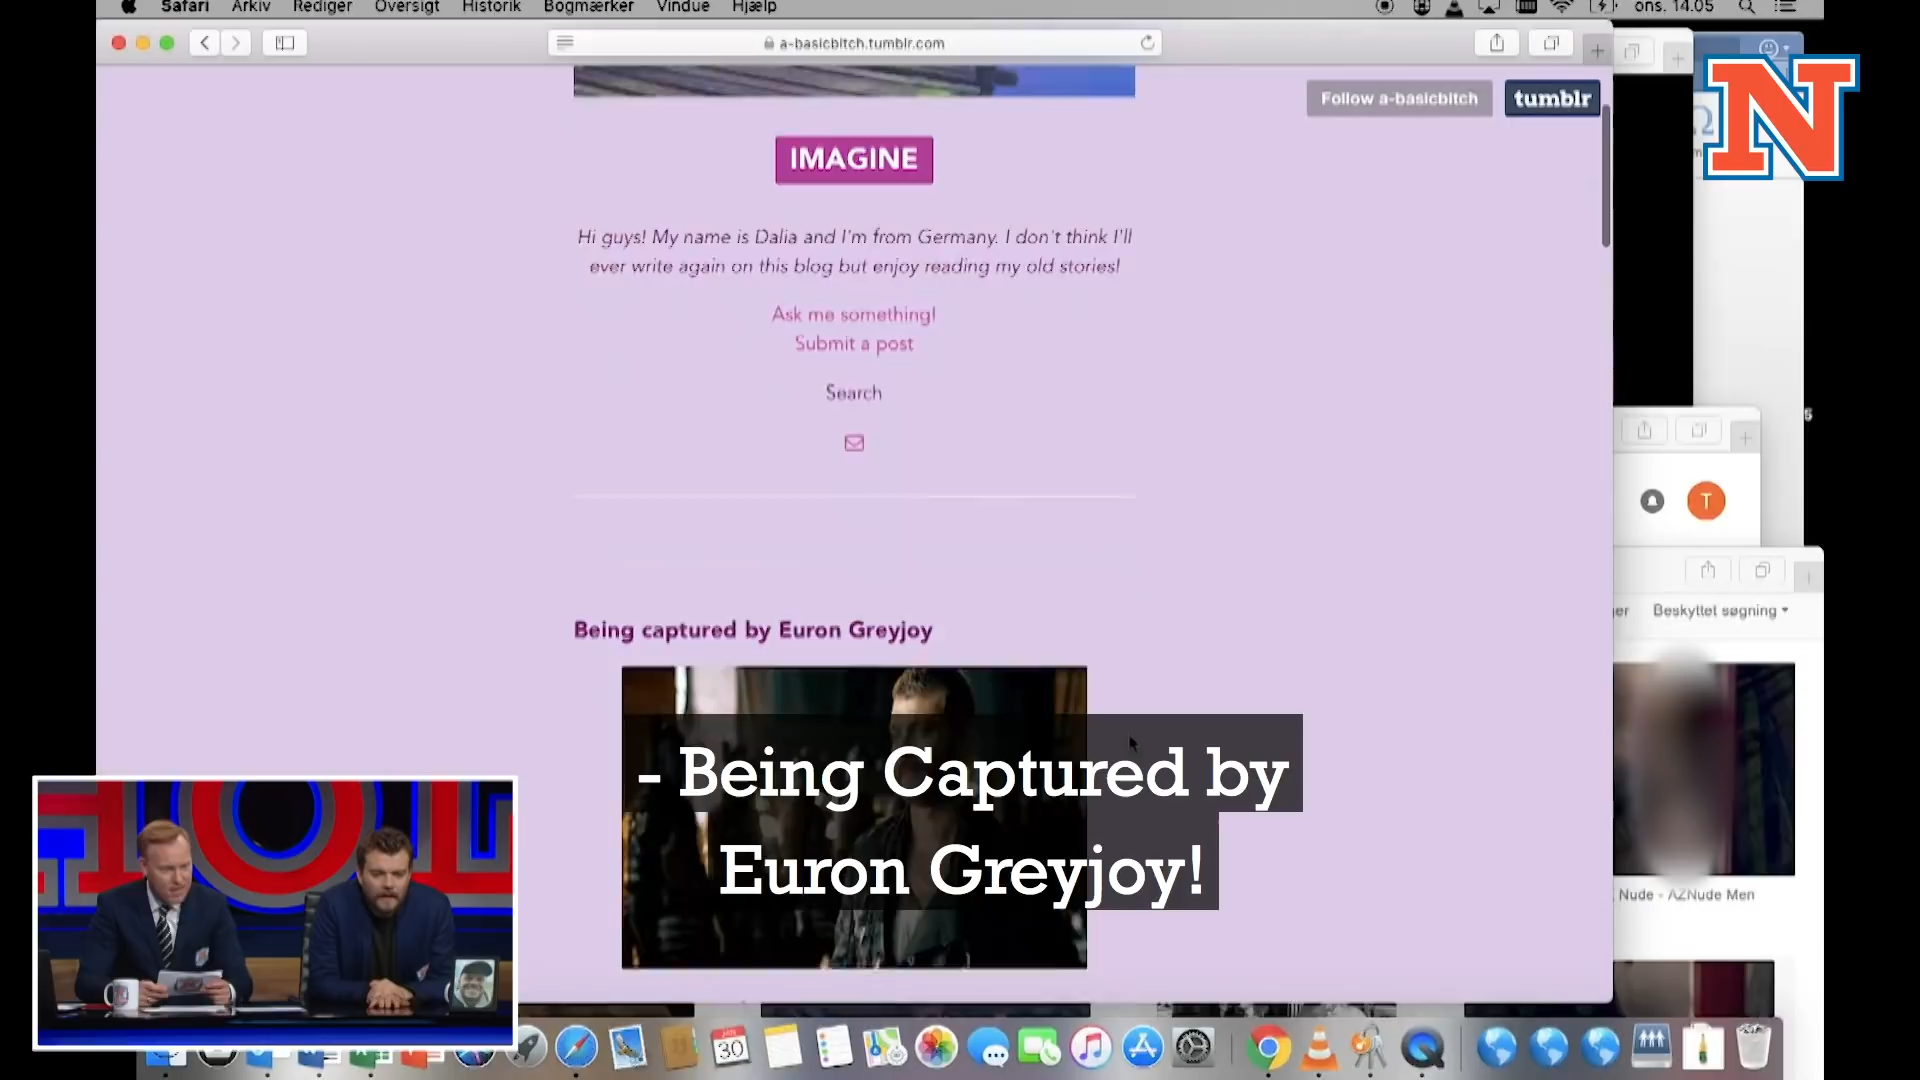 Safari Arkiv Rediger Oversigt Historik Bogmærker Vindue Hjælp
ons. 14.05
a-basicbitch.tumblr.com
Follow a-basicbitch
tumblr
N
IMAGINE
Hi guys! My name is Dalia and I'm from Germany. I don't think I'll
ever write again on this blog but enjoy reading my old stories!
Ask me something!
Submit a post
Search
T
Beskyttet søgning
Being captured by Euron Greyjoy
- Being Captured by
Euron Greyjoy!
Nude - AZNude Men
30